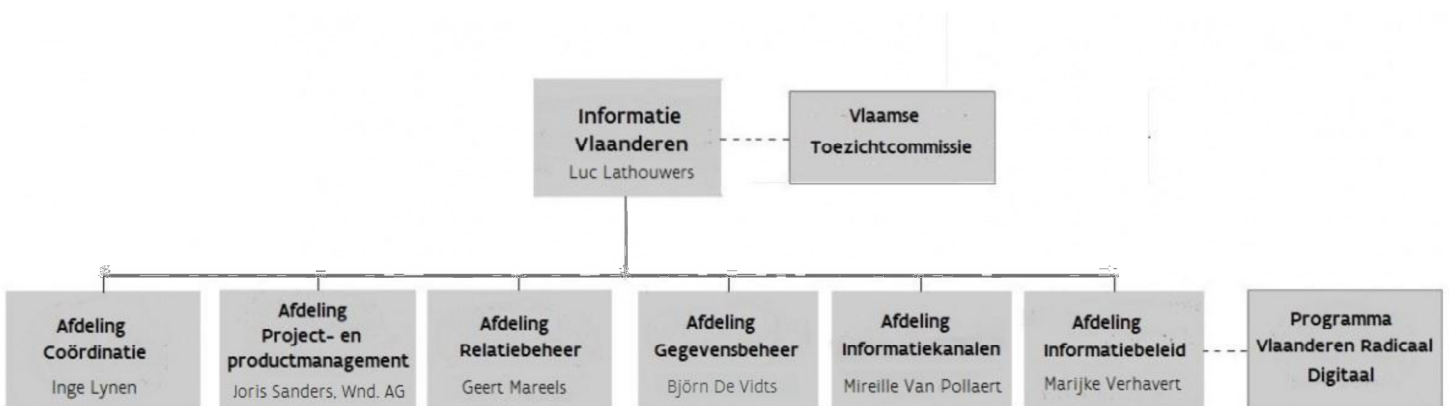 Informatie
Vlaanderen
Luc Lathouwers
Vlaamse
Toezichtcommissie
Afdeling
Coördinatie
Inge Lynen
Afdeling
Project- en
productmanagement
Joris Sanders, Wnd. AG
Afdeling
Relatiebeheer
Geert Mareels
Afdeling
Gegevensbeheer
Björn De Vidts
Afdeling
Informatiekanalen
Mireille Van Pollaert
Afdeling
Informatiebeleid
Marijke Verhavert
Programma
Vlaanderen Radicaal
Digitaal